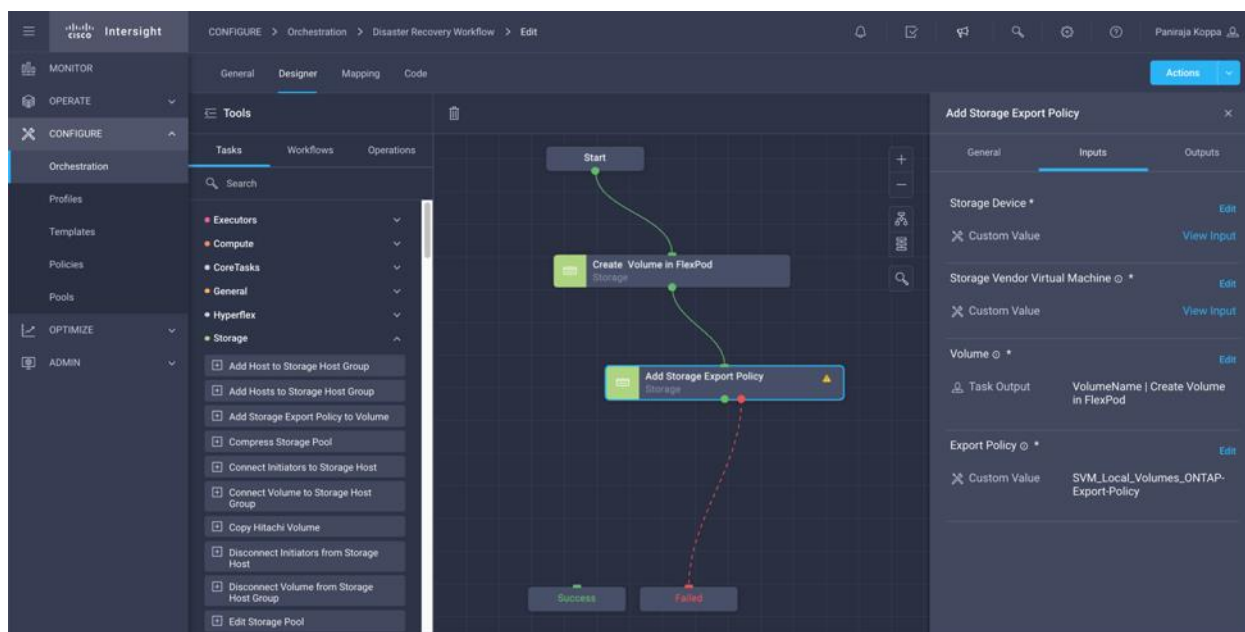 cisco Intersight
CONFIGURE > Orchestration > Disaster Recovery Workflow > Edit
Paniraja Koppa
MONITOR
OPERATE
CONFIGURE
Orchestration
Profiles
Templates
Policies
Pools
OPTIMIZE
ADMIN
General Designer Mapping Code
Actions
Tools
Tasks Workflows Operations
Search
Executors
Compute
CoreTasks
General
Hyperflex
Storage
Add Host to Storage Host Group
Add Hosts to Storage Host Group
Add Storage Export Policy to Volume
Compress Storage Pool
Connect Initiators to Storage Host
Connect Volume to Storage Host
Group
Copy Hitachi Volume
Disconnect Initiators from Storage
Host
Disconnect Volume from Storage
Host Group
Edit Storage Pool
Start
Create Volume in FlexPod
Storage
Add Storage Export Policy
Storage
Success
Failed
Add Storage Export Policy
General Inputs Outputs
Storage Device *
Edit
Custom Value View Input
Storage Vendor Virtual Machine *
Edit
Custom Value View Input
Volume *
Edit
Task Output VolumeName | Create Volume
in FlexPod
Export Policy *
Edit
Custom Value SVM_Local_Volumes_ONTAP-
Export-Policy